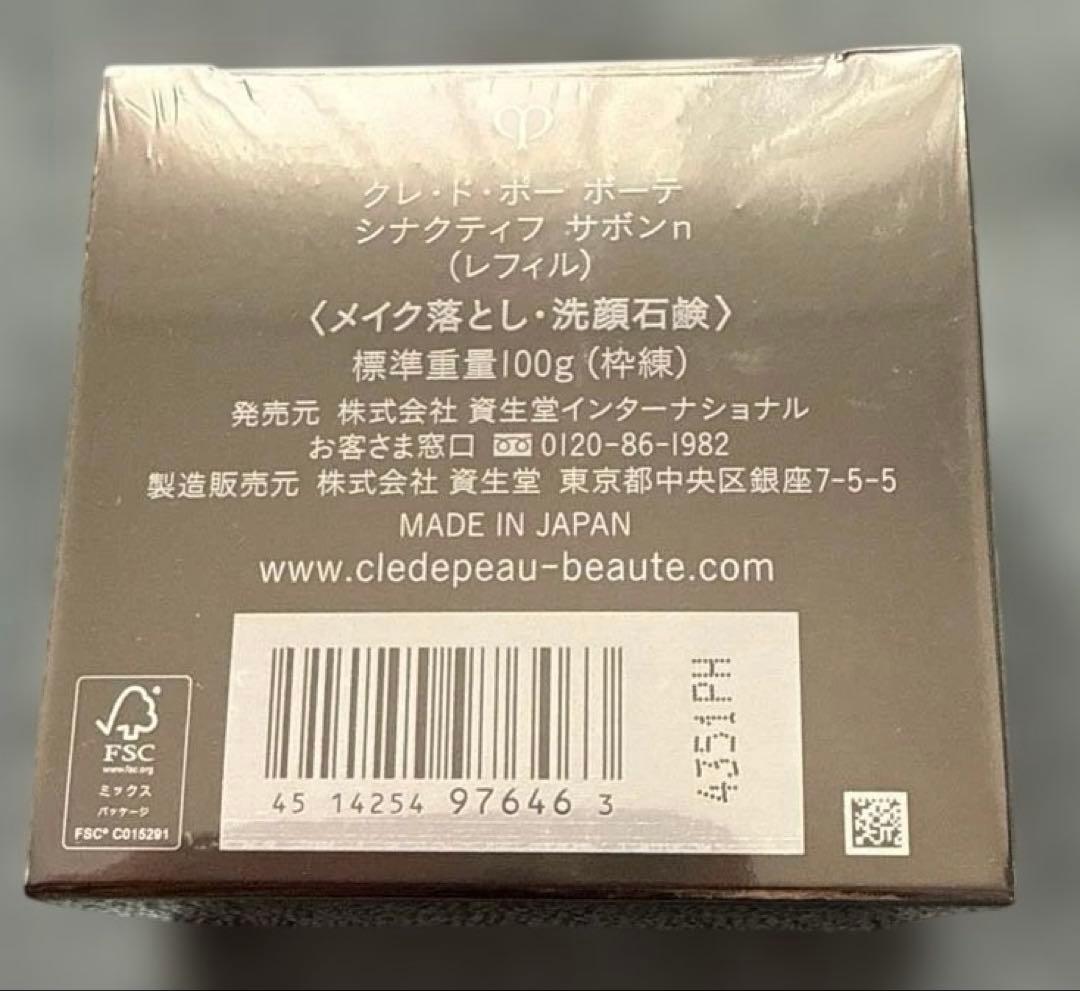 クレ・ド・ポー ボーテ
シナクティフ サボンn
(レフィル)
〈メイク落とし・洗顔石鹸〉
標準重量100g (枠練)
発売元 株式会社 資生堂インターナショナル
お客さま窓口 0120-86-1982
製造販売元 株式会社 資生堂 東京都中央区銀座7-5-5
MADE IN JAPAN
www.cledepeau-beaute.com
FSC
www.fsc.org
ミックス
パッケージ
FSC® C015291
45 14254 97646 3
4351PH
JT